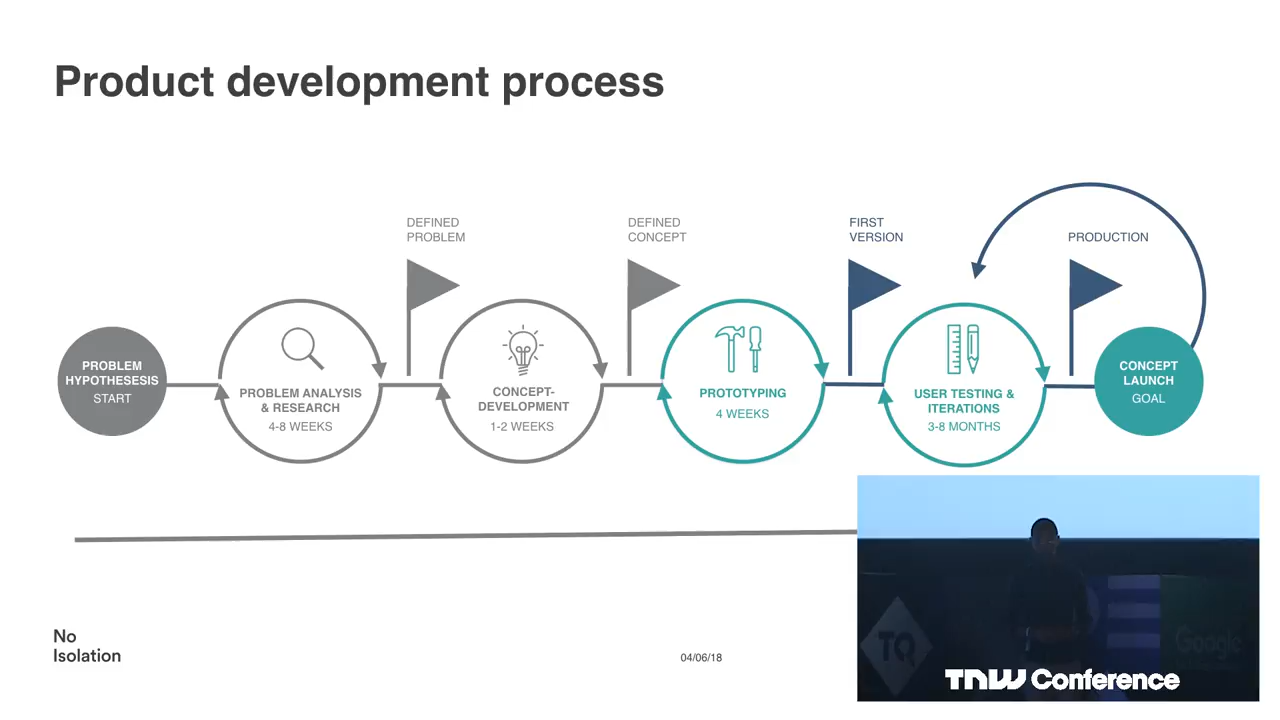 Product development process
DEFINED
PROBLEM
DEFINED
CONCEPT
FIRST
VERSION
PRODUCTION
PROBLEM
HYPOTHESESIS
START
PROBLEM ANALYSIS
& RESEARCH
4-8 WEEKS
CONCEPT-
DEVELOPMENT
1-2 WEEKS
PROTOTYPING
4 WEEKS
USER TESTING &
ITERATIONS
3-8 MONTHS
CONCEPT
LAUNCH
GOAL
No
Isolation
04/06/18
TQ
Google
TNW Conference